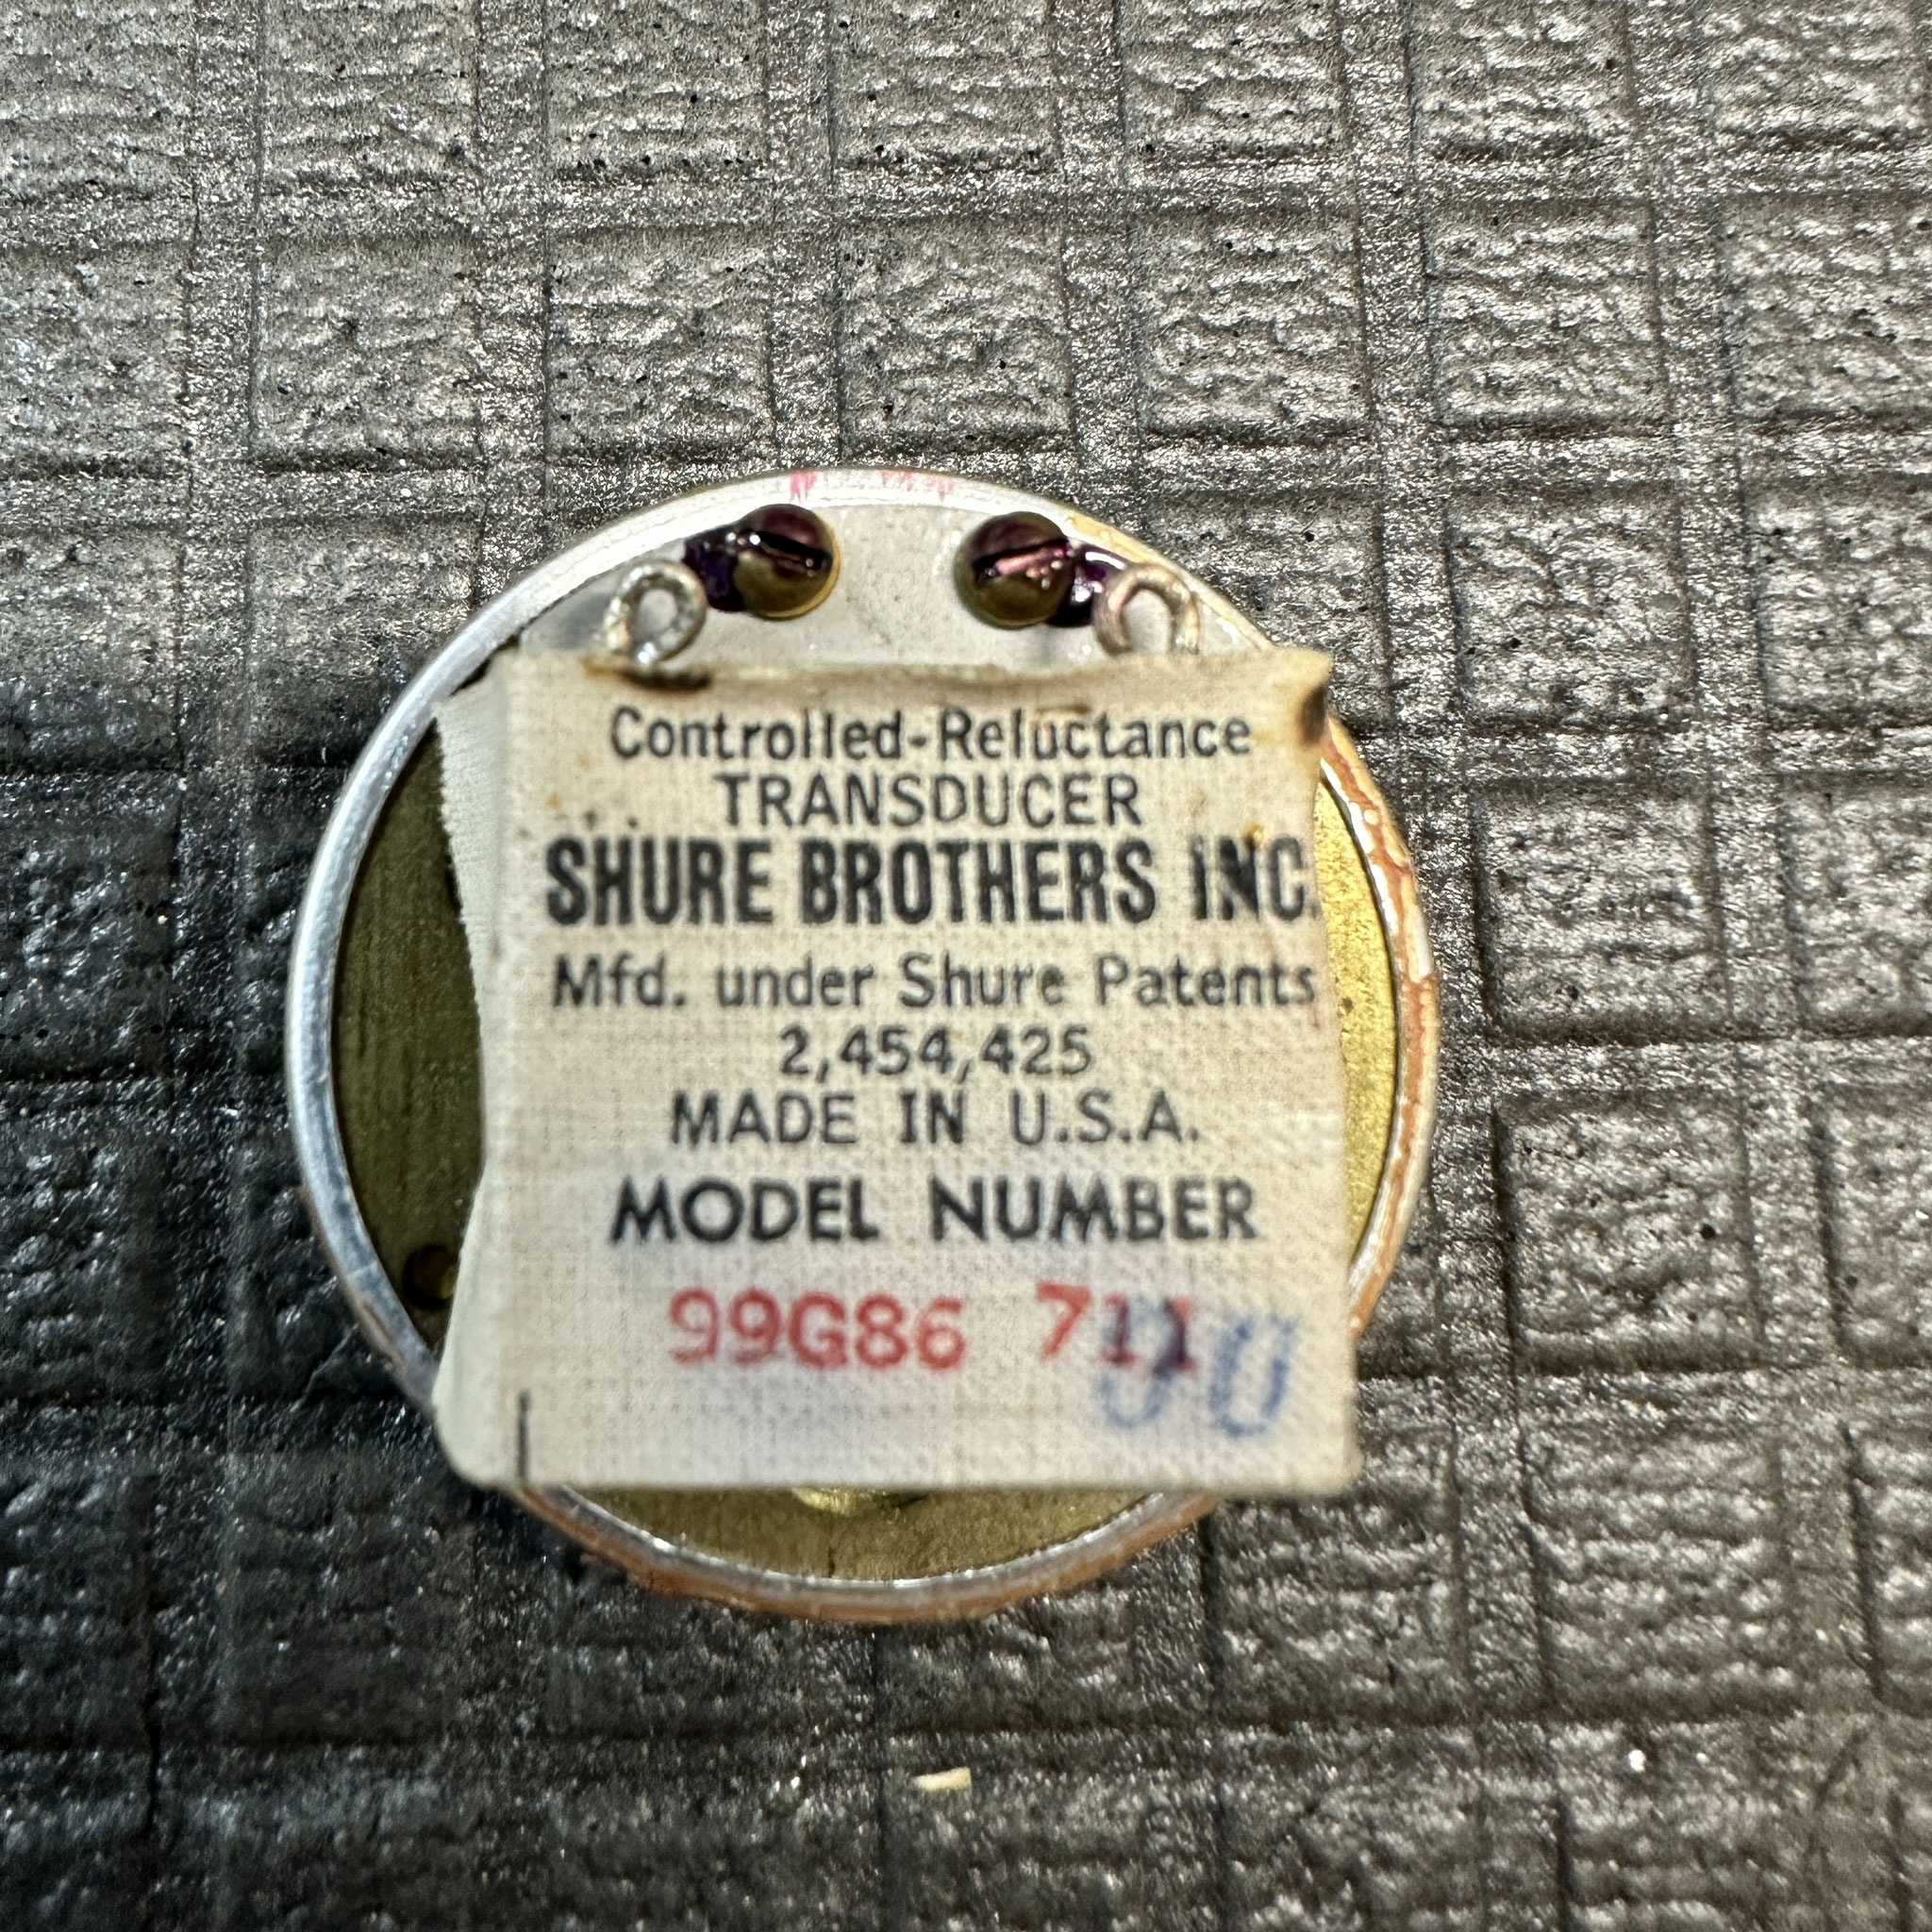 Controlled-Reluctance
TRANSDUCER
SHURE BROTHERS INC.
Mfd. under Shure Patents
2,454,425
MADE IN U.S.A.
MODEL NUMBER
99G86 711
00